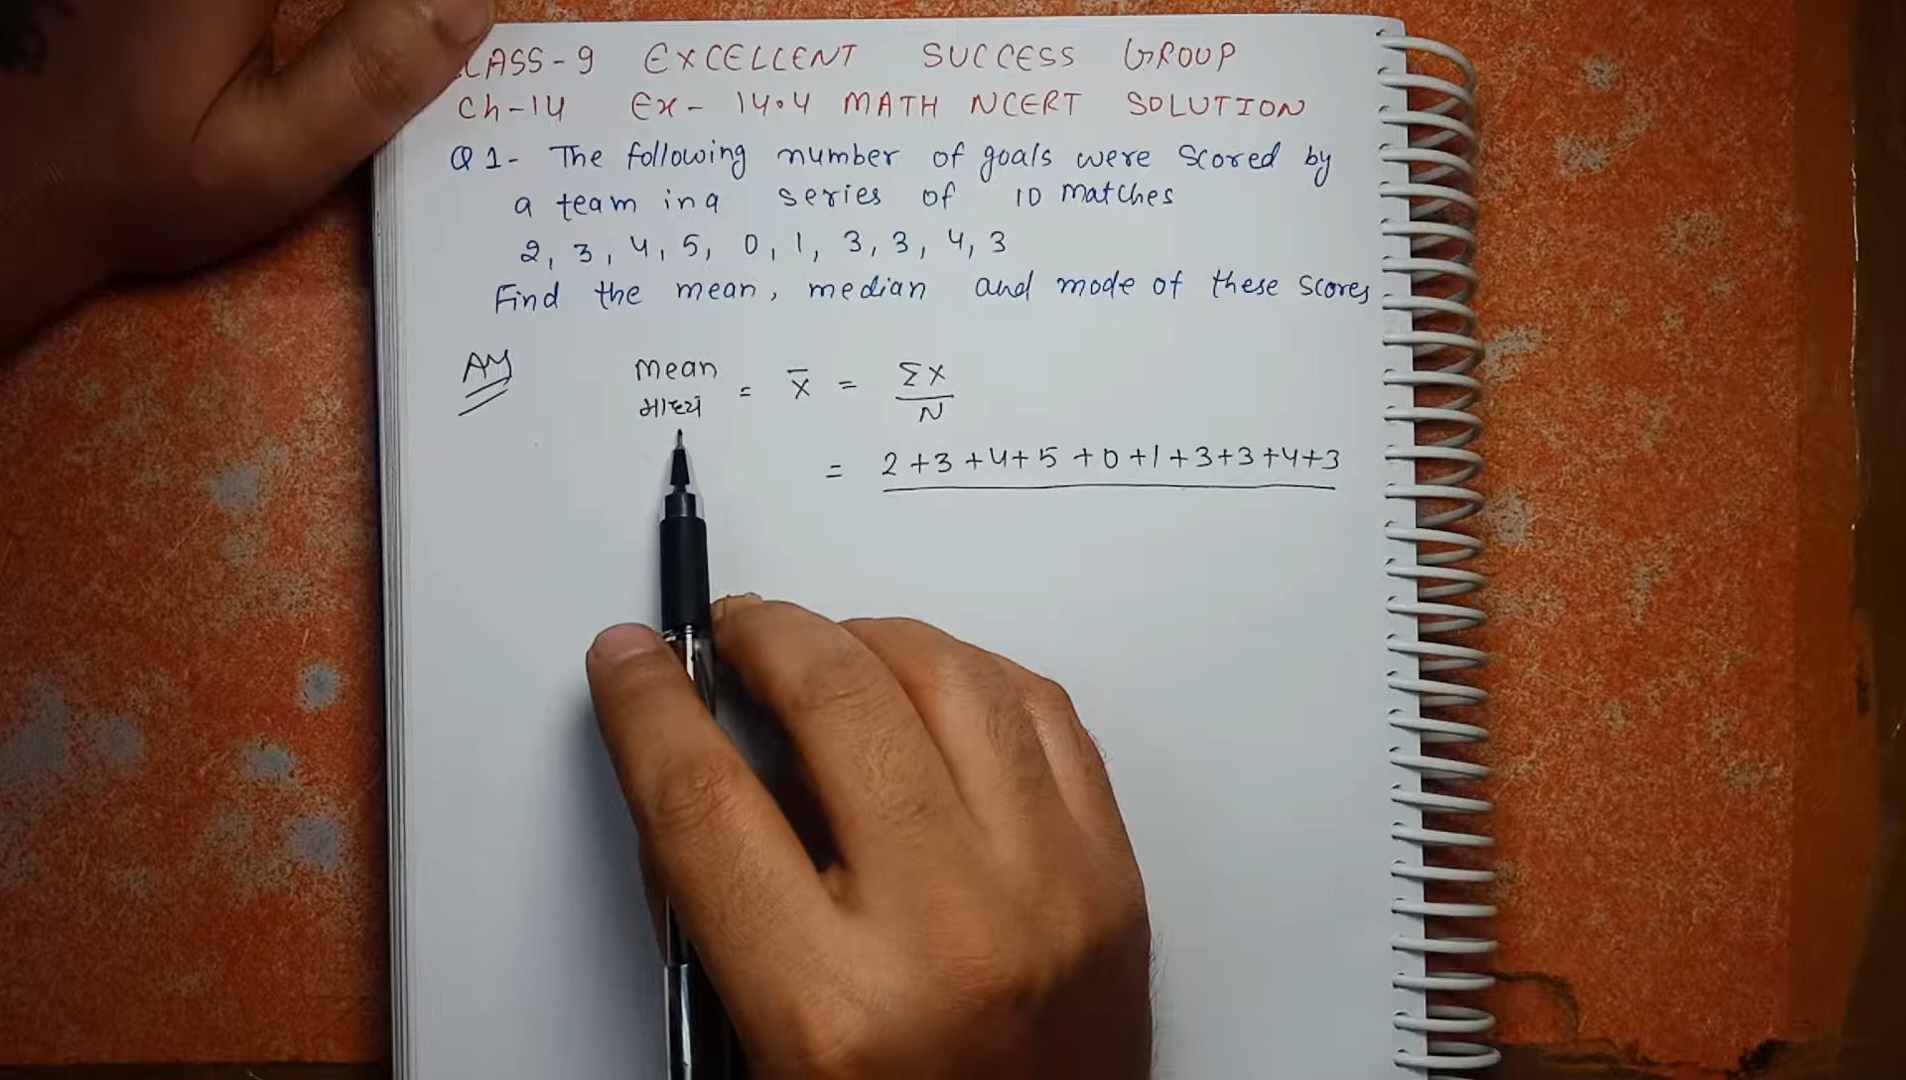 CLASS-9 EXCELLENT SUCCESS GROUP
Ch-14 Ex- 14.4 MATH NCERT SOLUTION
Q1- The following number of goals were scored by
a team in a series of 10 matches
2, 3, 4, 5, 0, 1, 3, 3, 4, 3
Find the mean, median and mode of these scores
Ans
mean
माध्य = x̄ = Σx/N
= 2+3+4+5+0+1+3+3+4+3